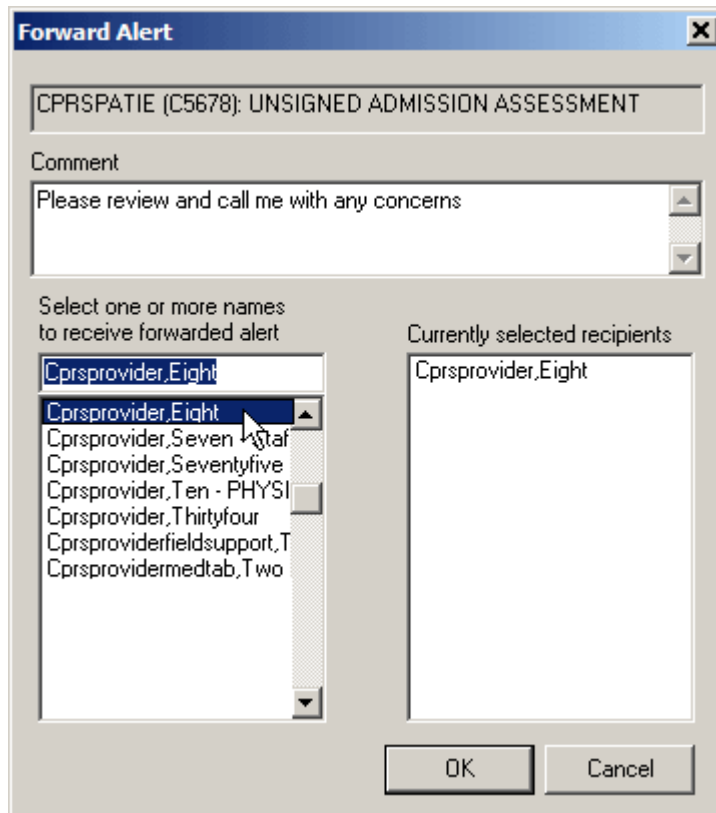 Forward Alert
CPRSPATIE (C5678): UNSIGNED ADMISSION ASSESSMENT
Comment
Please review and call me with any concerns
Select one or more names
to receive forwarded alert
Cprsprovider,Eight
Cprsprovider,Eight
Cprsprovider,Seven
Cprsprovider,Seventyfive
Cprsprovider,Ten - PHYSI
Cprsprovider,Thirtyfour
Cprsproviderfieldsupport,T
Cprsprovidermedtab,Two
Currently selected recipients
Cprsprovider,Eight
OK
Cancel